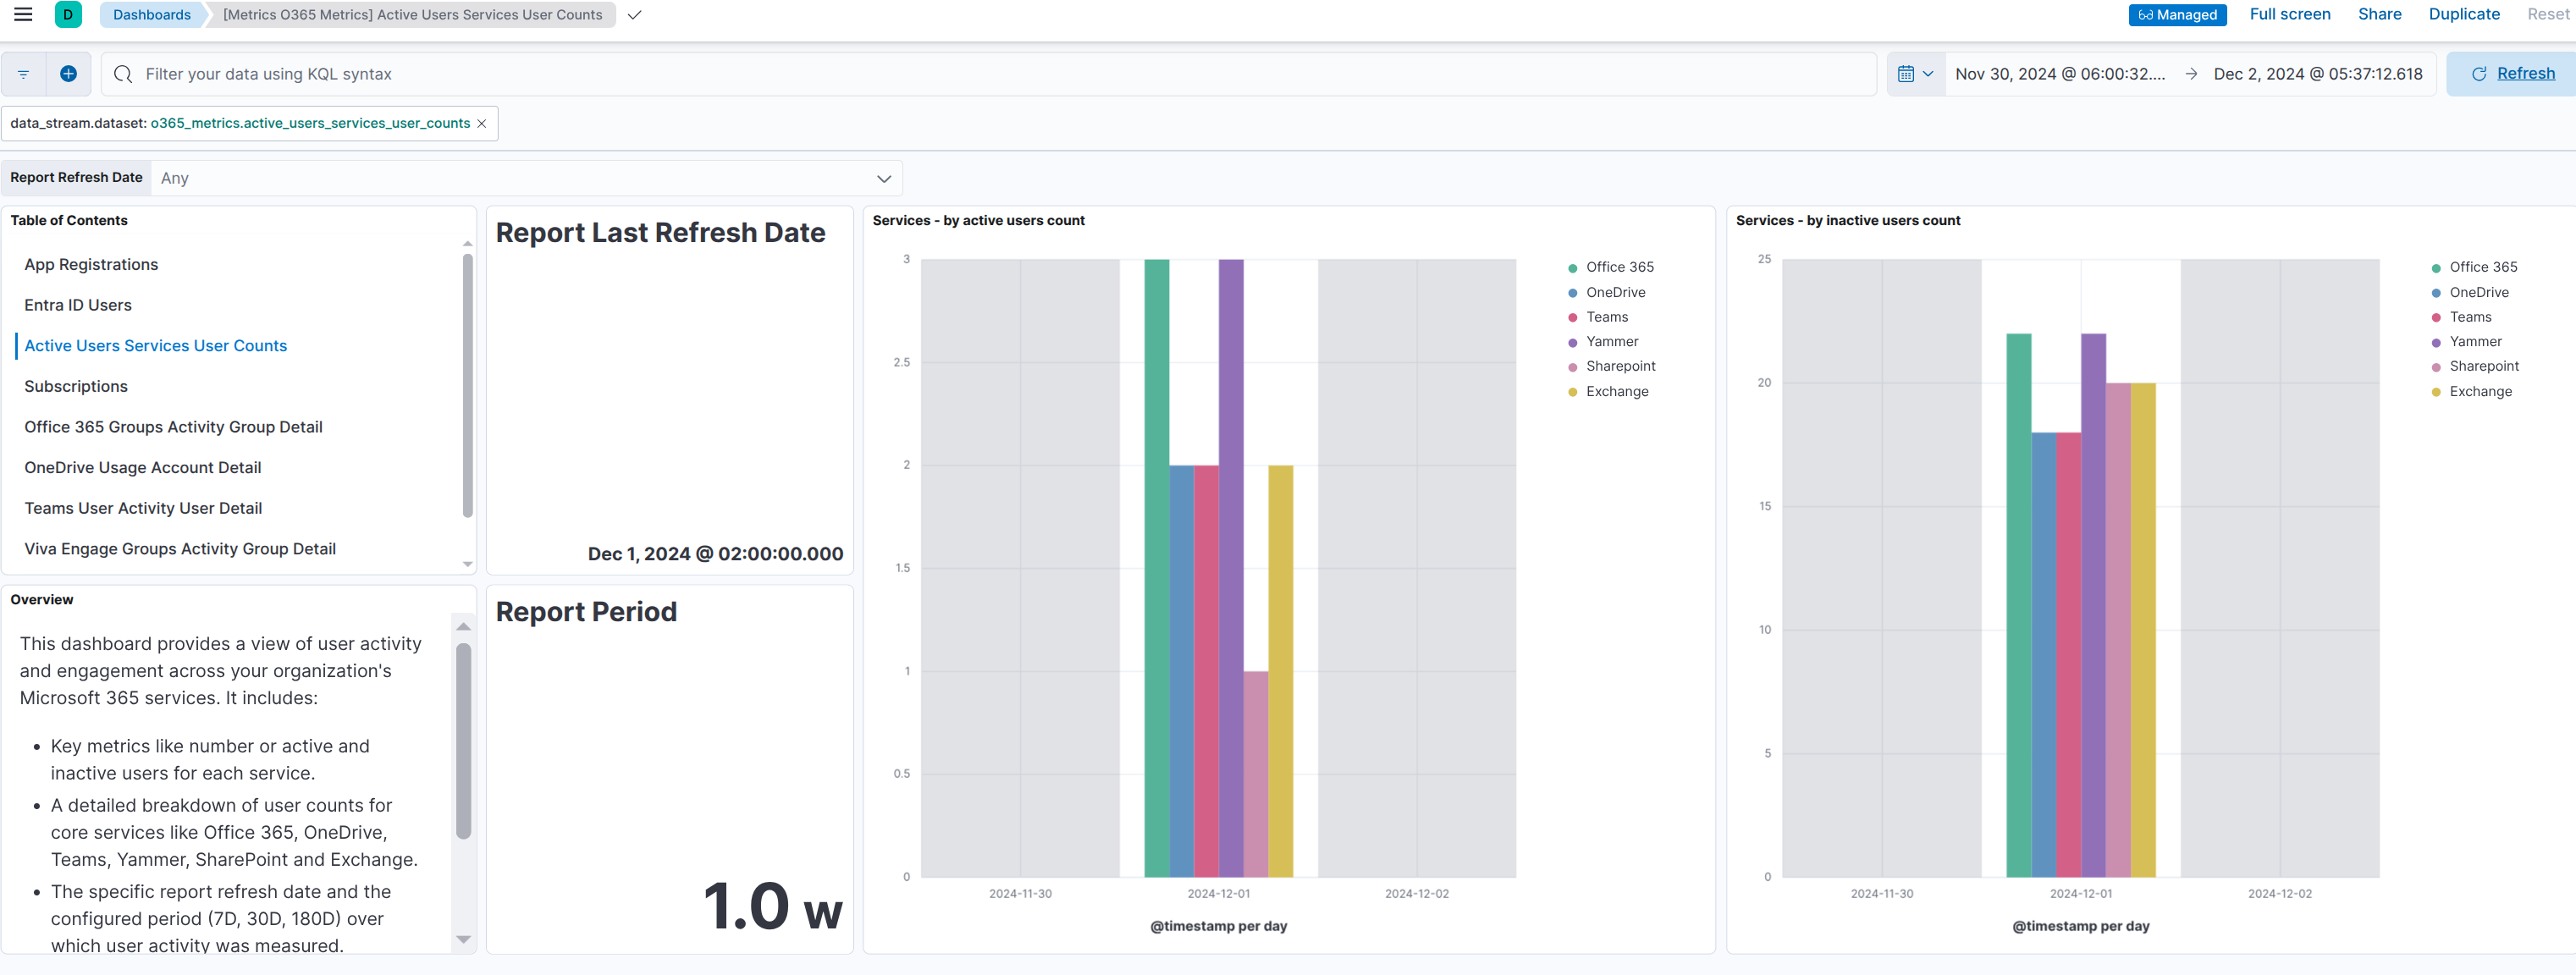 D
Dashboards
[Metrics O365 Metrics] Active Users Services User Counts
Managed
Full screen
Share
Duplicate
Reset
Filter your data using KQL syntax
Nov 30, 2024 @ 06:00:32.... → Dec 2, 2024 @ 05:37:12.618
Refresh
data_stream.dataset: o365_metrics.active_users_services_user_counts ×
Report Refresh Date Any
Table of Contents
App Registrations
Entra ID Users
Active Users Services User Counts
Subscriptions
Office 365 Groups Activity Group Detail
OneDrive Usage Account Detail
Teams User Activity User Detail
Viva Engage Groups Activity Group Detail
Overview
This dashboard provides a view of user activity
and engagement across your organization's
Microsoft 365 services. It includes:
• Key metrics like number or active and
inactive users for each service.
• A detailed breakdown of user counts for
core services like Office 365, OneDrive,
Teams, Yammer, SharePoint and Exchange.
• The specific report refresh date and the
configured period (7D, 30D, 180D) over
which user activity was measured.
Report Last Refresh Date
Dec 1, 2024 @ 02:00:00.000
Report Period
1.0 w
Services - by active users count
3
2.5
2
1.5
1
0.5
0
2024-11-30
2024-12-01
2024-12-02
@timestamp per day
Office 365
OneDrive
Teams
Yammer
Sharepoint
Exchange
Services - by inactive users count
25
20
15
10
5
0
2024-11-30
2024-12-01
2024-12-02
@timestamp per day
Office 365
OneDrive
Teams
Yammer
Sharepoint
Exchange